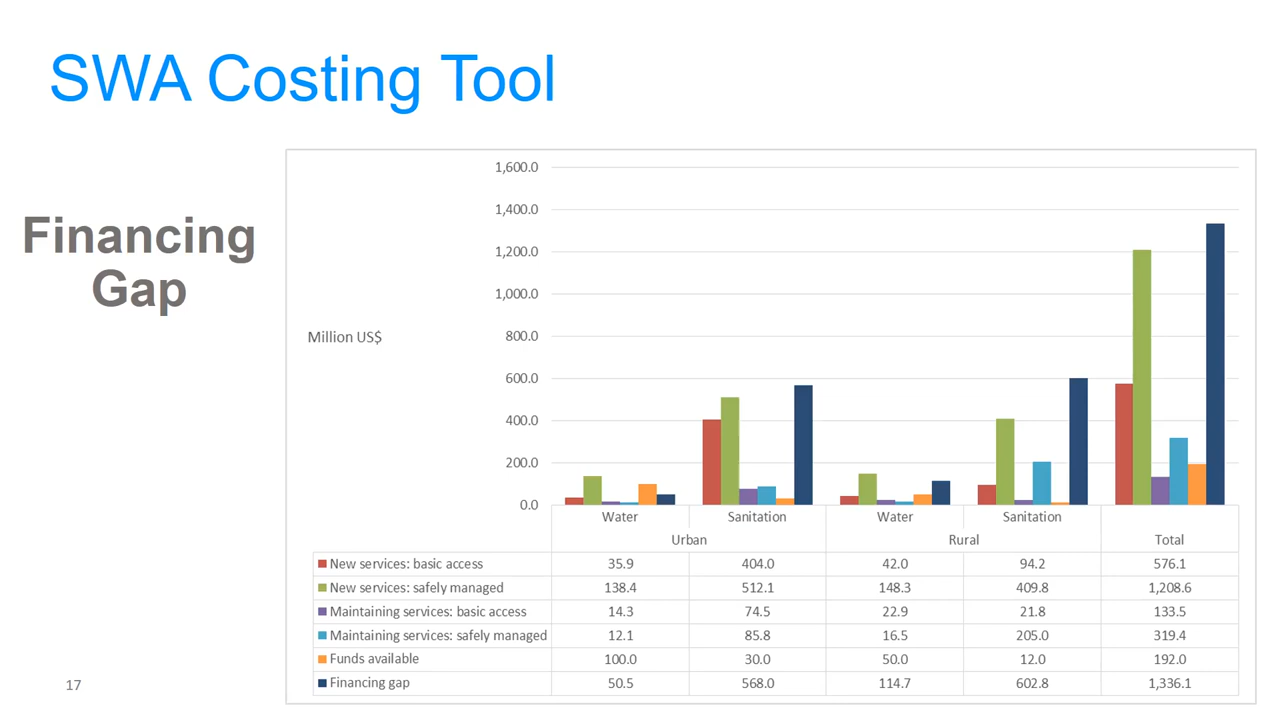 SWA Costing Tool
Financing
Gap
Million US$
1,600.0
1,400.0
1,200.0
1,000.0
800.0
600.0
400.0
200.0
0.0
Water Sanitation Water Sanitation
Urban Rural Total
New services: basic access 35.9 404.0 42.0 94.2 576.1
New services: safely managed 138.4 512.1 148.3 409.8 1,208.6
Maintaining services: basic access 14.3 74.5 22.9 21.8 133.5
Maintaining services: safely managed 12.1 85.8 16.5 205.0 319.4
Funds available 100.0 30.0 50.0 12.0 192.0
Financing gap 50.5 568.0 114.7 602.8 1,336.1
17